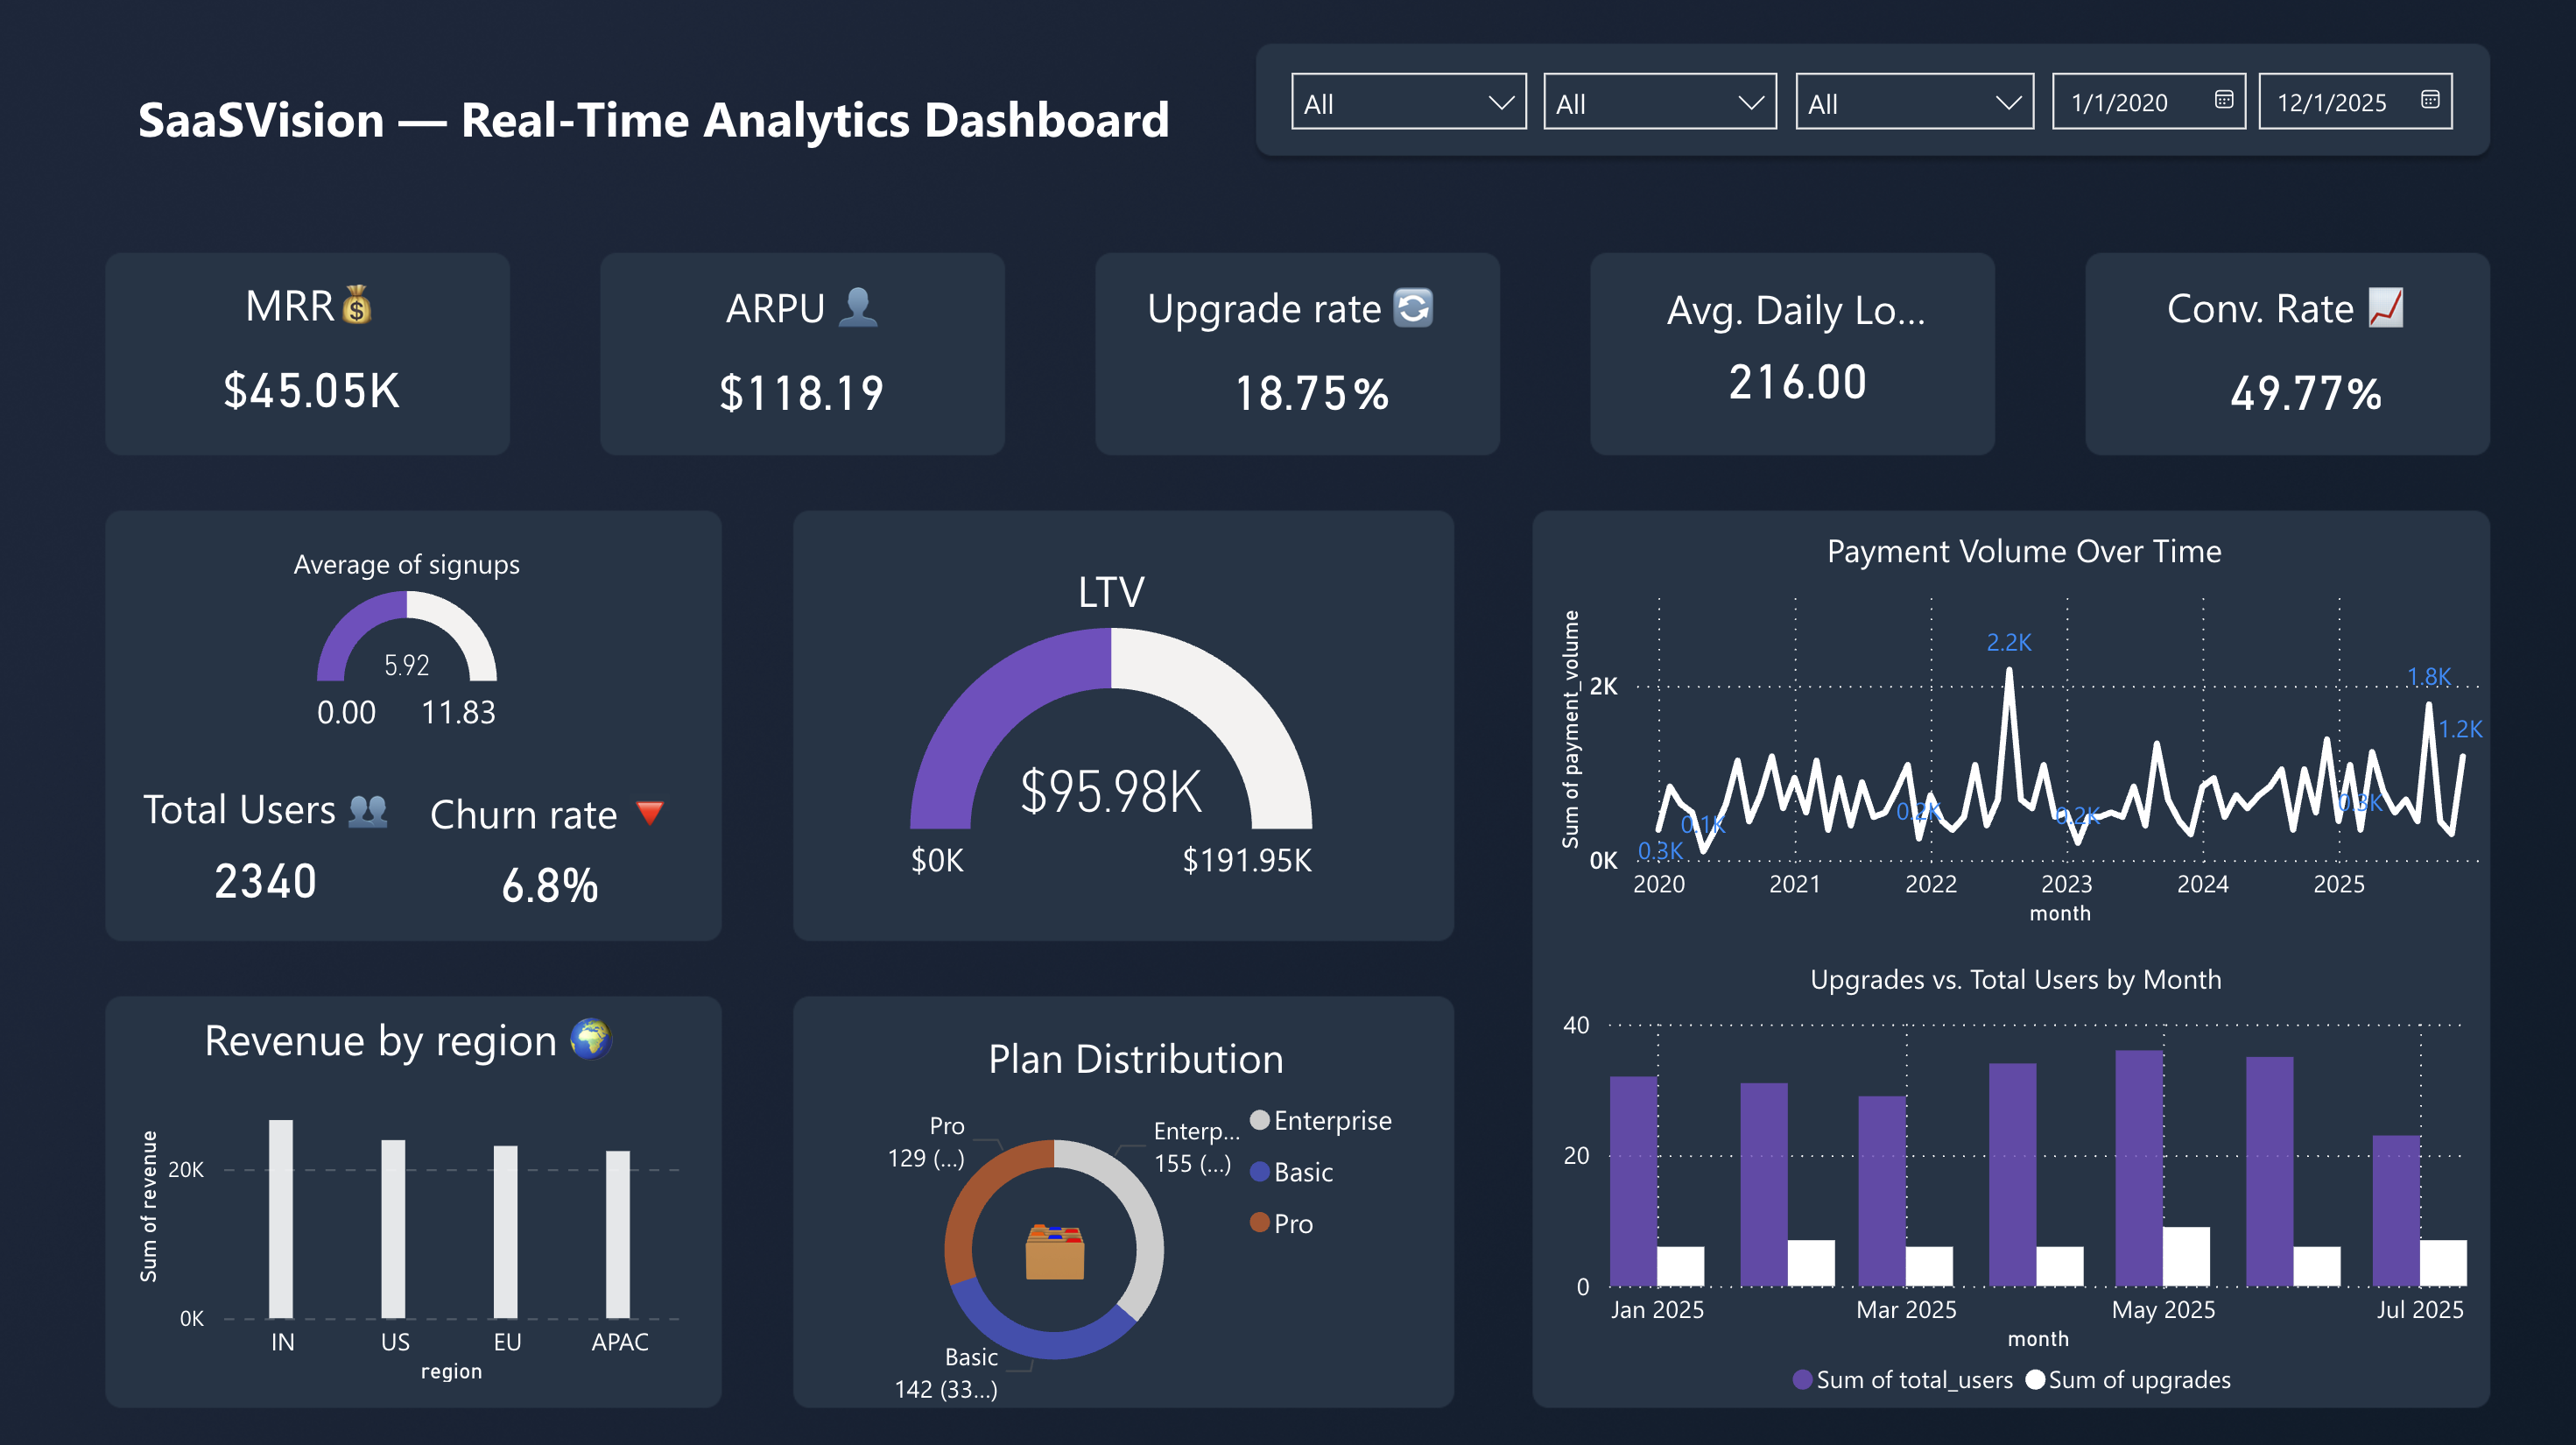 SaaSVision — Real-Time Analytics Dashboard
All
All
All
1/1/2020
12/1/2025
MRR
$45.05K
ARPU
$118.19
Upgrade rate
18.75%
Avg. Daily Lo...
216.00
Conv. Rate
49.77%
Average of signups
5.92
0.00 11.83
Total Users
2340
Churn rate
6.8%
LTV
$95.98K
$0K $191.95K
Payment Volume Over Time
Sum of payment_volume
2K
0K
2.2K
1.8K
1.2K
0.3K
0.1K
0.2K
0.2K
0.3K
2020 2021 2022 2023 2024 2025
month
Revenue by region
Sum of revenue
20K
0K
IN US EU APAC
region
Plan Distribution
Pro
129 (...)
Enterp...
155 (...)
Basic
142 (33...)
Enterprise
Basic
Pro
Upgrades vs. Total Users by Month
40
20
0
Jan 2025 Mar 2025 May 2025 Jul 2025
month
Sum of total_users Sum of upgrades